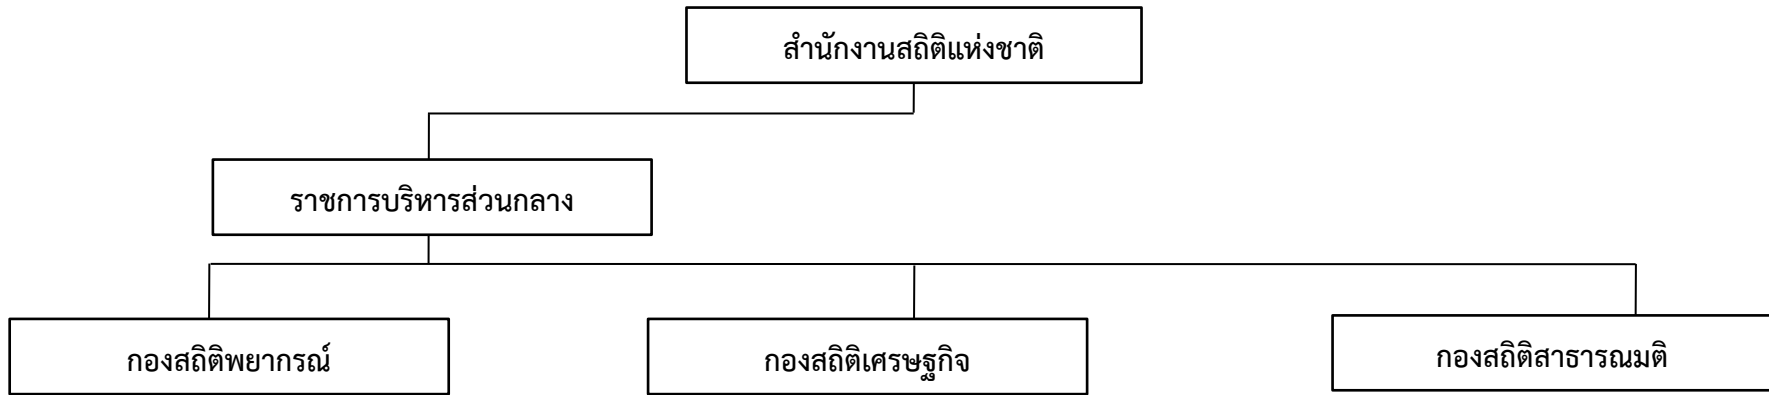 สำนักงานสถิติแห่งชาติ
ราชการบริหารส่วนกลาง
กองสถิติพยากรณ์
กองสถิติเศรษฐกิจ
กองสถิติสาธารณมติ